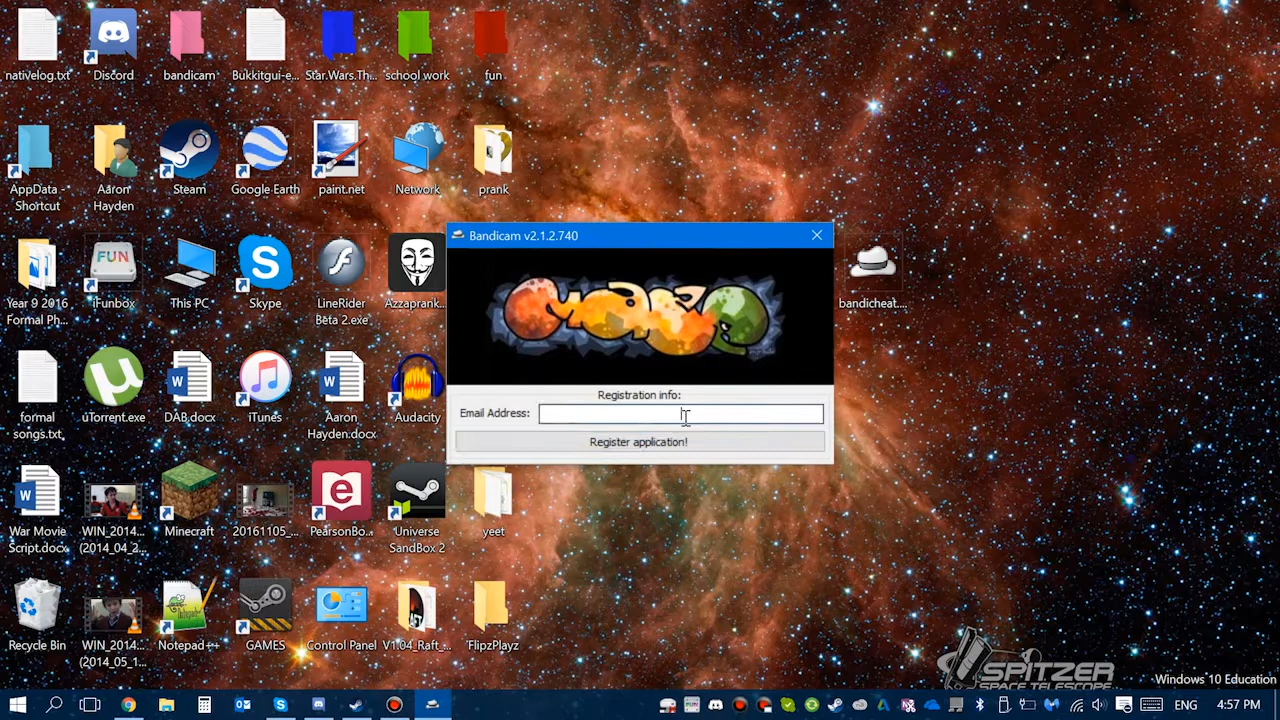 nativelog.txt
Discord
bandicam
Bukkitgui-e...
Star.Wars.Th...
school work
fun
AppData -
Shortcut
Aaron
Hayden
Steam
Google Earth
paint.net
Network
prank
Year 9 2016
Formal Ph...
FUN
iFunbox
This PC
Skype
LineRider
Beta 2.exe
Azzaprank...
Bandicam v2.1.2.740
Registration info:
Email Address:
Register application!
bandicheat....
formal
songs.txt
uTorrent.exe
DAB.docx
iTunes
Aaron
Hayden.docx
Audacity
War Movie
Script.docx
WIN_2014...
(2014_04_2...
Minecraft
20161105_...
PearsonBo...
Universe
SandBox 2
yeet
Recycle Bin
WIN_2014...
(2014_05_1...
Notepad++
GAMES
Control Panel
V1.04_Raft_...
FlipzPlayz
SPITZER
SPACE TELESCOPE
Windows 10 Education
ENG
4:57 PM